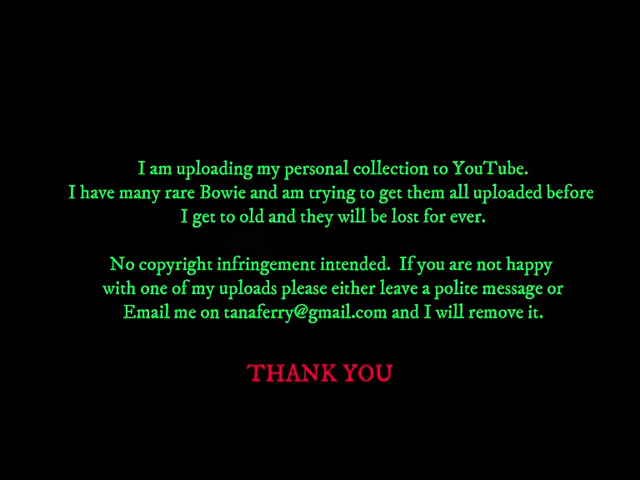 I am uploading my personal collection to YouTube.
I have many rare Bowie and am trying to get them all uploaded before
I get to old and they will be lost for ever.
No copyright infringement intended.  If you are not happy
with one of my uploads please either leave a polite message or
Email me on tanaferry@gmail.com and I will remove it.
THANK YOU